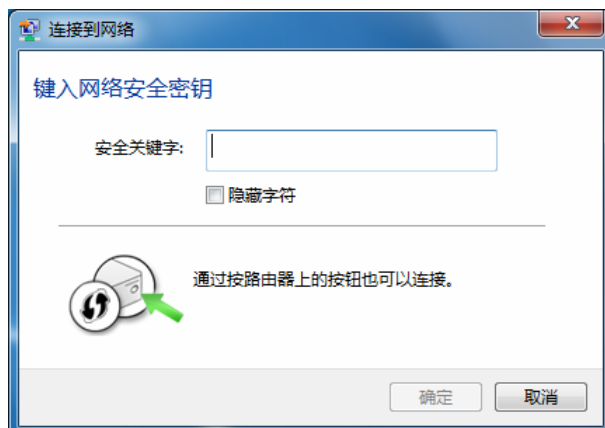 连接到网络
键入网络安全密钥
安全关键字:
隐藏字符
通过按路由器上的按钮也可以连接。
确定
取消